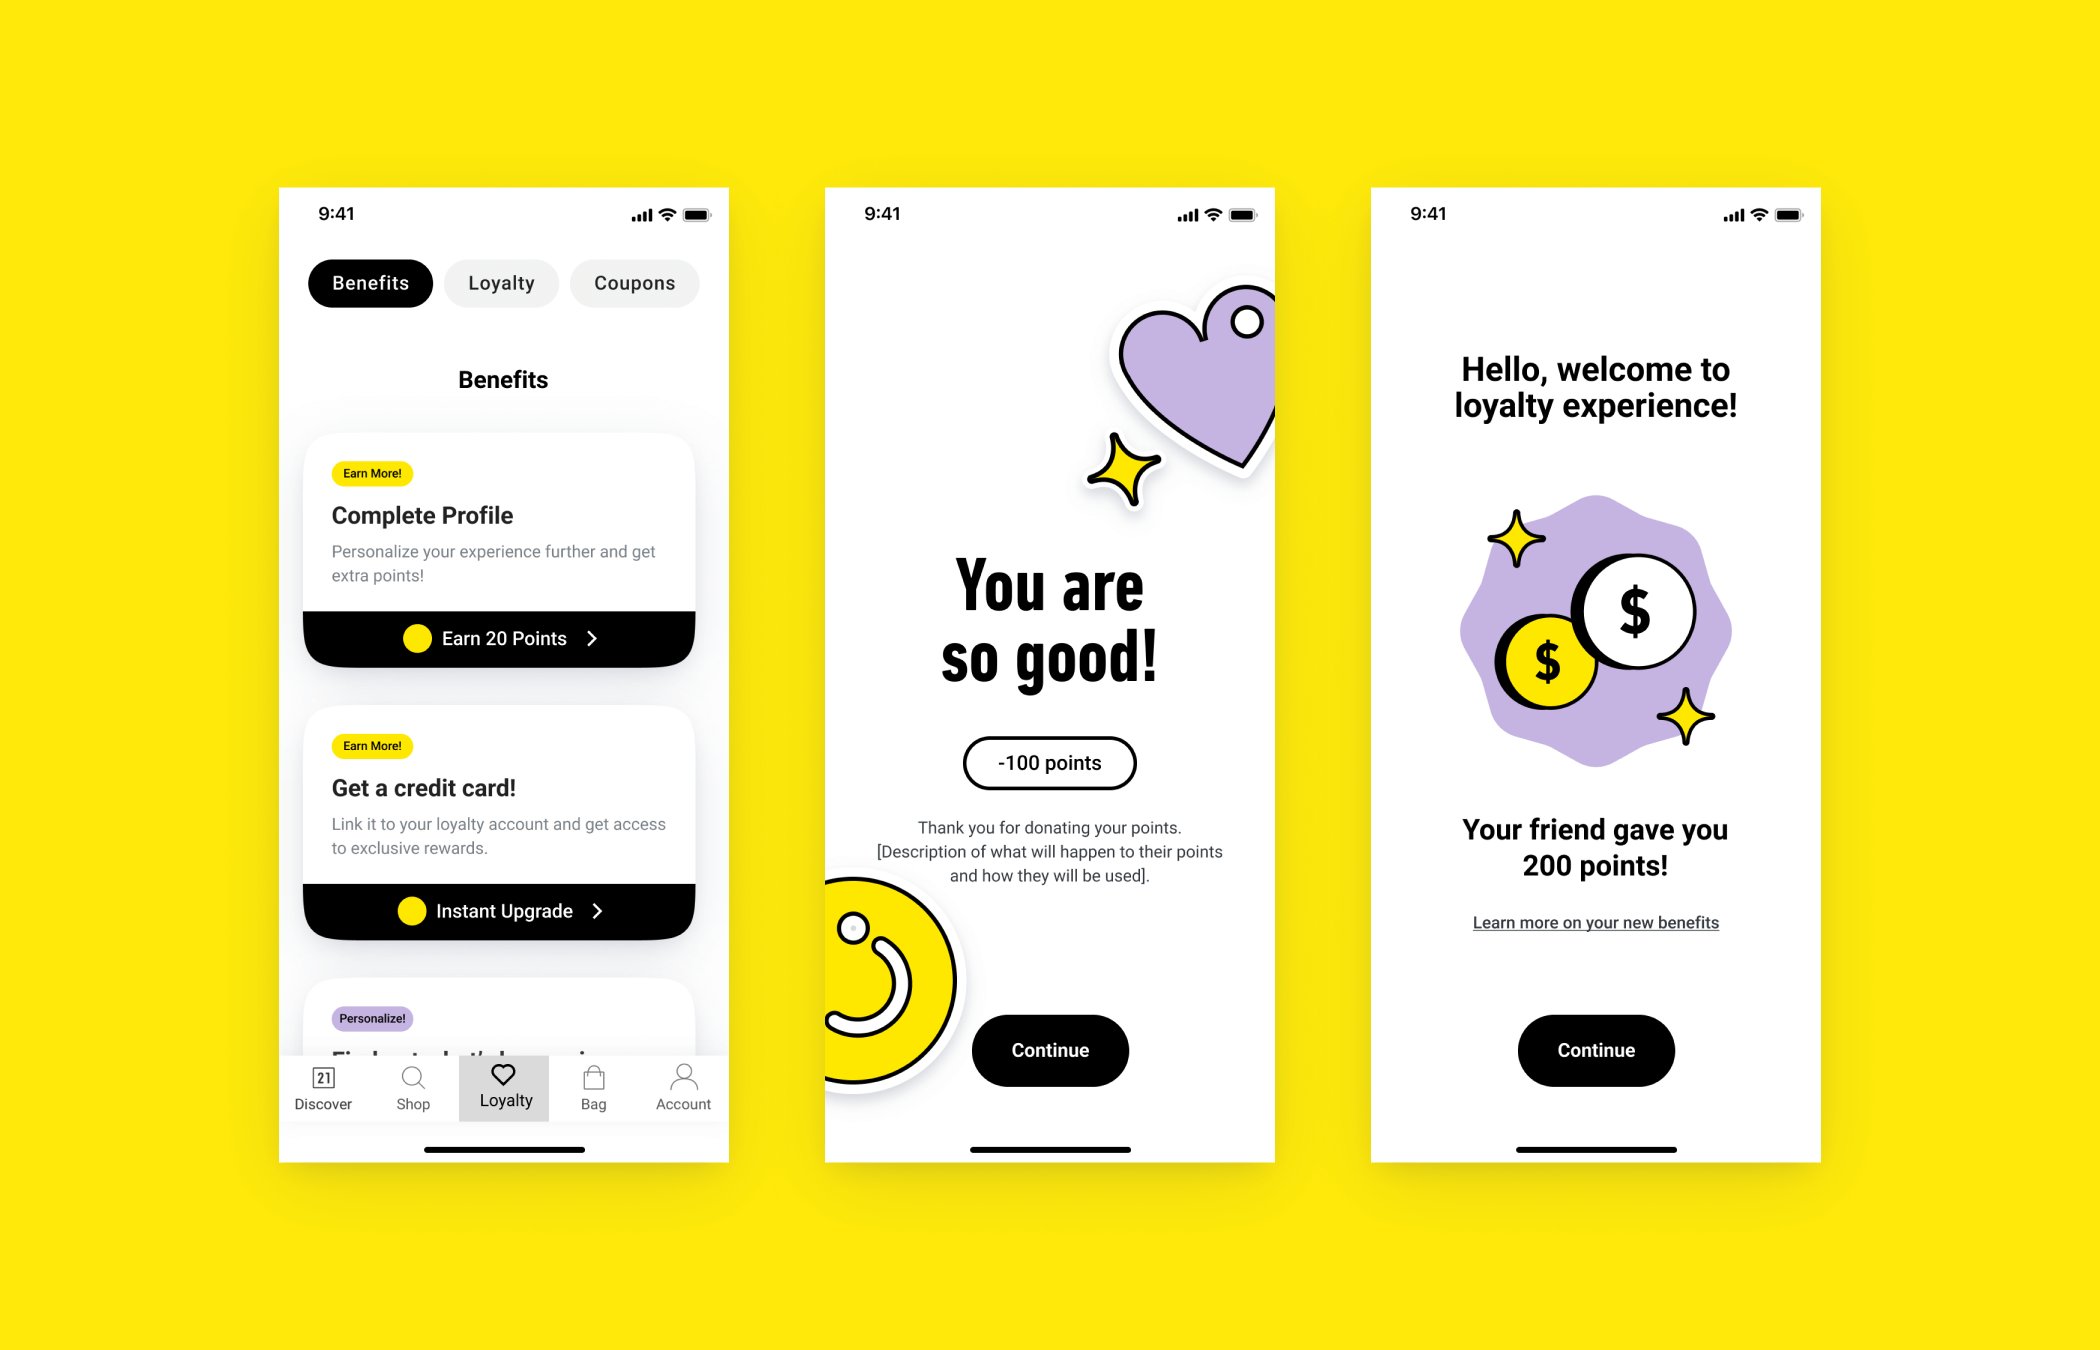 9:41
Benefits
Loyalty
Coupons
Benefits
Earn More!
Complete Profile
Personalize your experience further and get
extra points!
Earn 20 Points
Earn More!
Get a credit card!
Link it to your loyalty account and get access
to exclusive rewards.
Instant Upgrade
Personalize!
21
Discover
Shop
Loyalty
Bag
Account
9:41
You are
so good!
-100 points
Thank you for donating your points.
[Description of what will happen to their points
and how they will be used].
Continue
9:41
Hello, welcome to
loyalty experience!
$
$
Your friend gave you
200 points!
Learn more on your new benefits
Continue